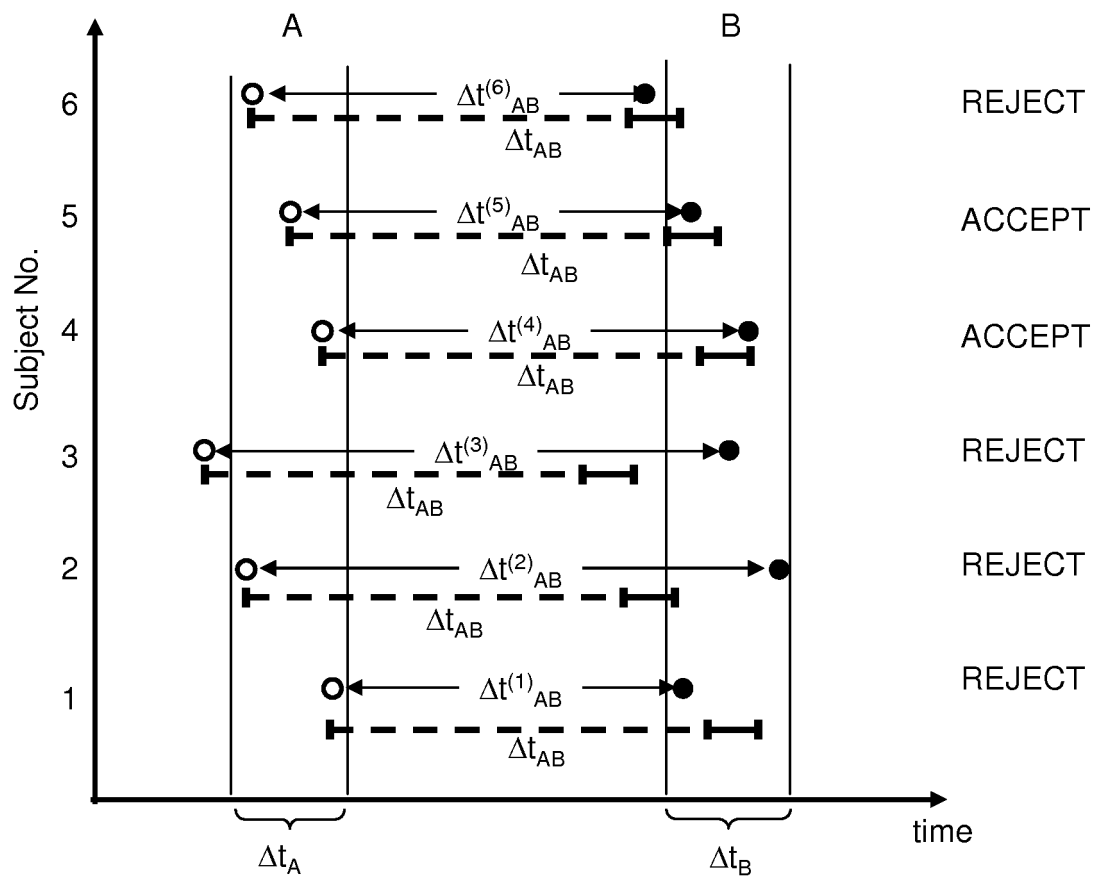 A B
6 Δt⁽⁶⁾AB REJECT
ΔtAB
5 Δt⁽⁵⁾AB ACCEPT
ΔtAB
4 Δt⁽⁴⁾AB ACCEPT
ΔtAB
3 Δt⁽³⁾AB REJECT
ΔtAB
2 Δt⁽²⁾AB REJECT
ΔtAB
1 Δt⁽¹⁾AB REJECT
ΔtAB
Subject No.
time
ΔtA ΔtB